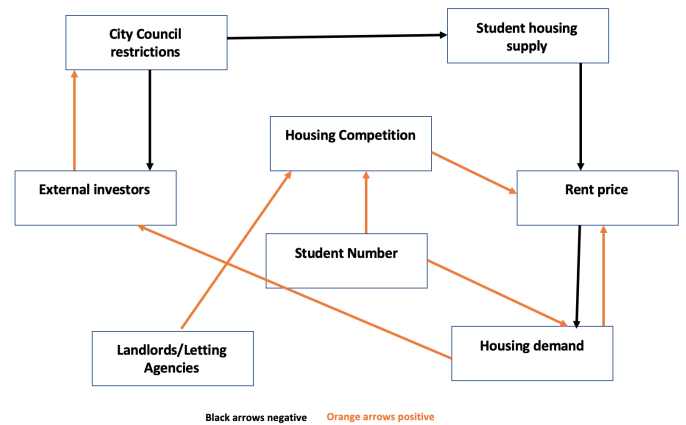 City Council
restrictions
Student housing
supply
Housing Competition
External investors
Rent price
Student Number
Landlords/Letting
Agencies
Housing demand
Black arrows negative
Orange arrows positive